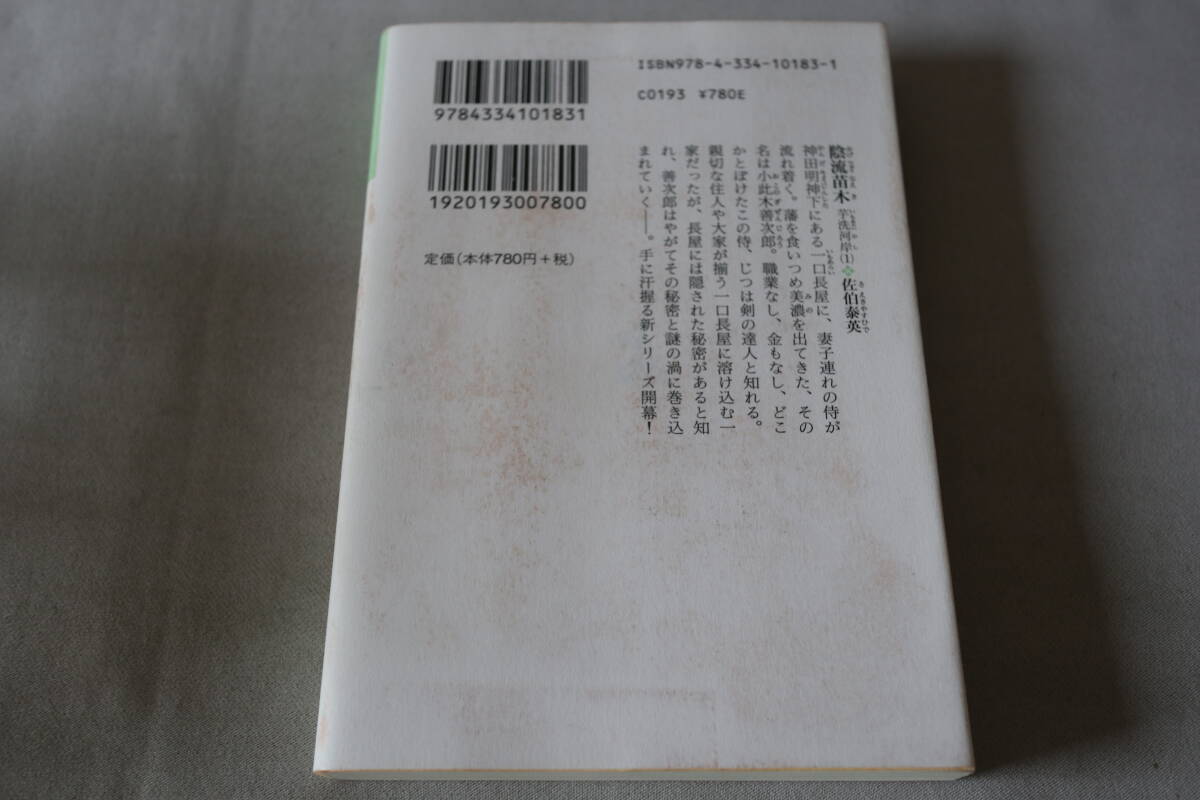 ISBN978-4-334-10183-1
C0193 ¥780E
9784334101831
1920193007800
定価(本体780円+税)
陰流苗木 芋洗河岸(1) 佐伯泰英
神田明神下にある一口長屋に、妻子連れの侍が
流れ着く。藩を食いつめ美濃を出てきた、その
名は小此木善次郎。職業なし、金もなし、どこ
かとぼけたこの侍、じつは剣の達人と知れる。
親切な住人や大家が揃う一口長屋に溶け込む一
家だったが、長屋には隠された秘密があると知
れ、善次郎はやがてその秘密と謎の渦に巻き込
まれていく――。手に汗握る新シリーズ開幕!